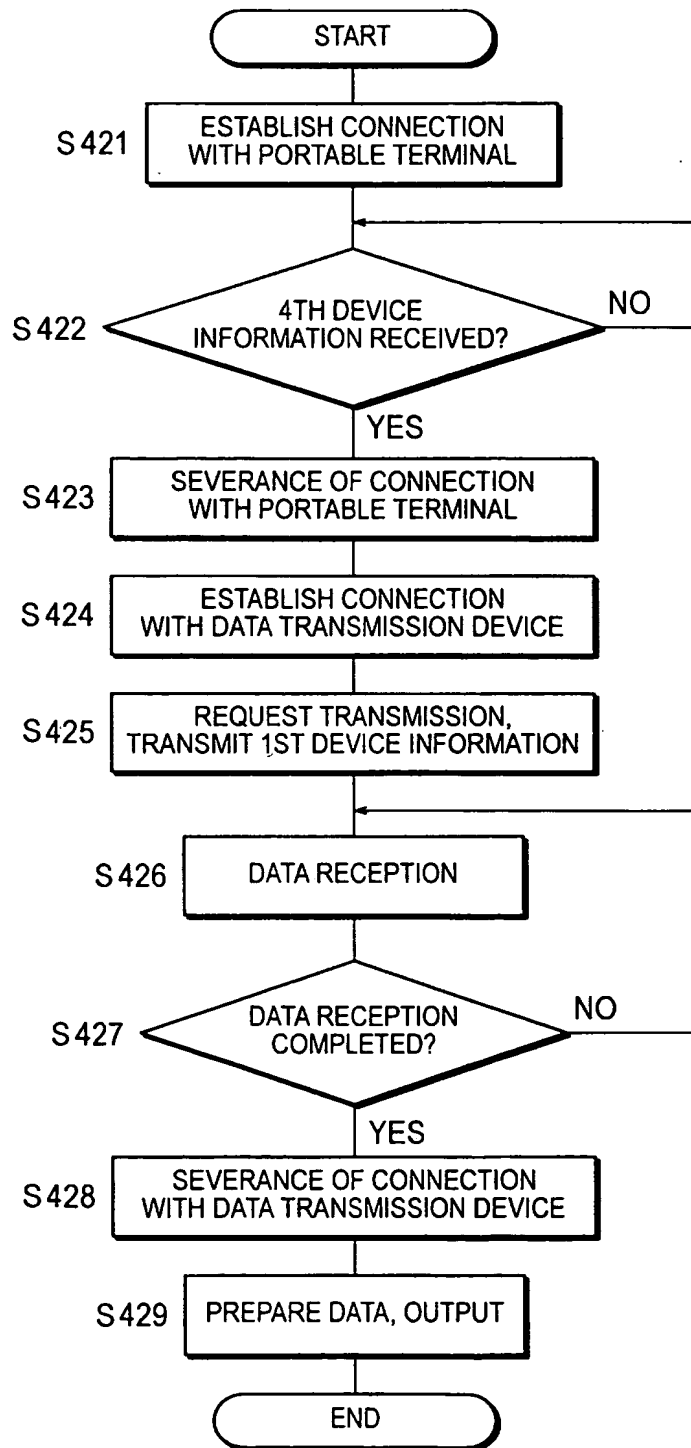 START
S421
ESTABLISH CONNECTION
WITH PORTABLE TERMINAL
S422
4TH DEVICE
INFORMATION RECEIVED?
NO
YES
S423
SEVERANCE OF CONNECTION
WITH PORTABLE TERMINAL
S424
ESTABLISH CONNECTION
WITH DATA TRANSMISSION DEVICE
S425
REQUEST TRANSMISSION,
TRANSMIT 1ST DEVICE INFORMATION
S426
DATA RECEPTION
S427
DATA RECEPTION
COMPLETED?
NO
YES
S428
SEVERANCE OF CONNECTION
WITH DATA TRANSMISSION DEVICE
S429
PREPARE DATA, OUTPUT
END